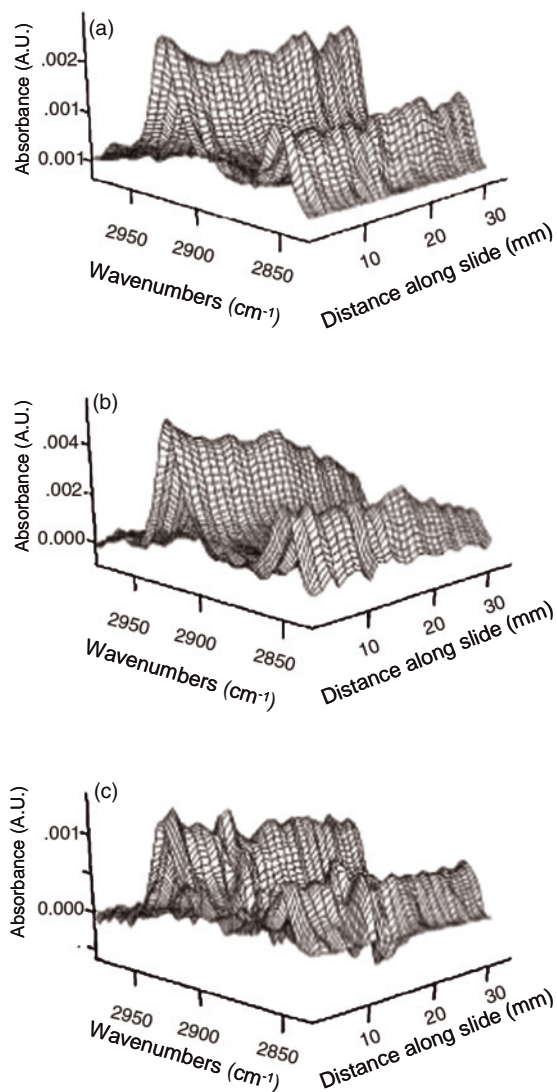 (a)
Absorbance (A.U.)
.002
.001
0.001
2950
2900
2850
Wavenumbers (cm-1)
10
20
30
Distance along slide (mm)
(b)
Absorbance (A.U.)
.004
.002
0.000
2950
2900
2850
Wavenumbers (cm-1)
10
20
30
Distance along slide (mm)
(c)
Absorbance (A.U.)
.001
0.000
2950
2900
2850
Wavenumbers (cm-1)
10
20
30
Distance along slide (mm)